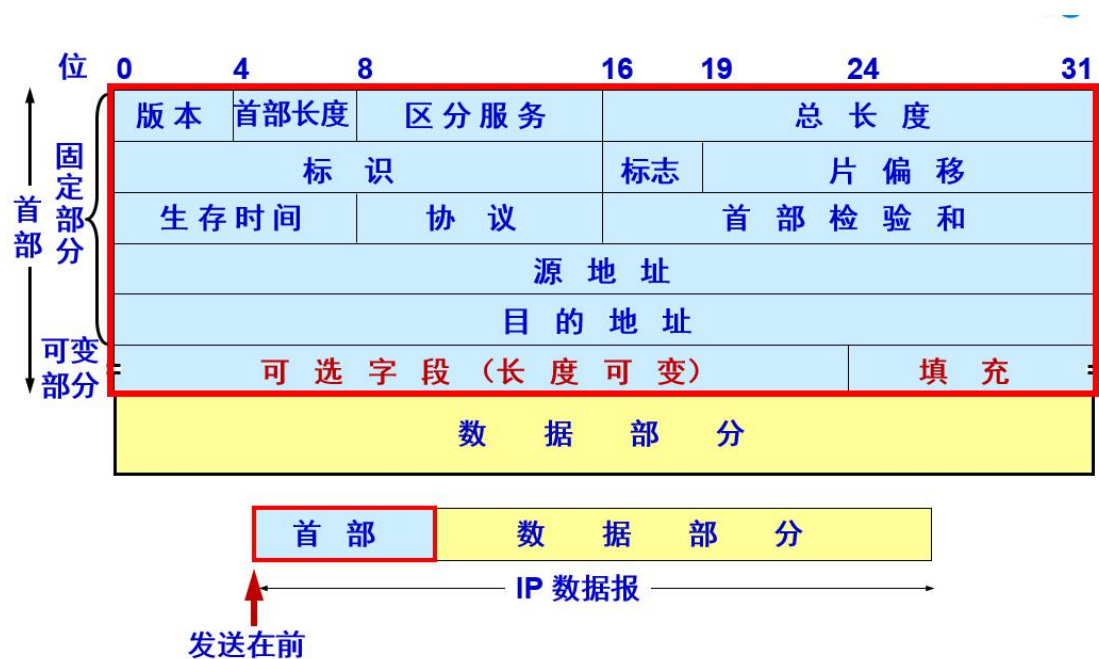 位 0 4 8 16 19 24 31
版本 首部长度 区分服务 总长度
标识 标志 片偏移
生存时间 协议 首部检验和
源地址
目的地址
可选字段（长度可变） 填充
数据部分
首部
固定部分
可变部分
首部 数据部分
IP 数据报
发送在前